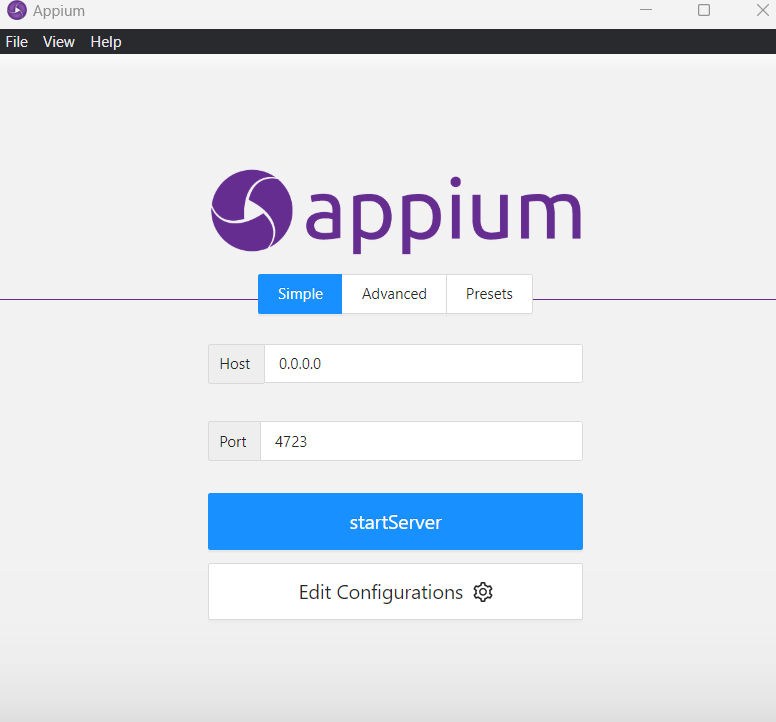 Appium
File View Help
appium
Simple Advanced Presets
Host 0.0.0.0
Port 4723
startServer
Edit Configurations